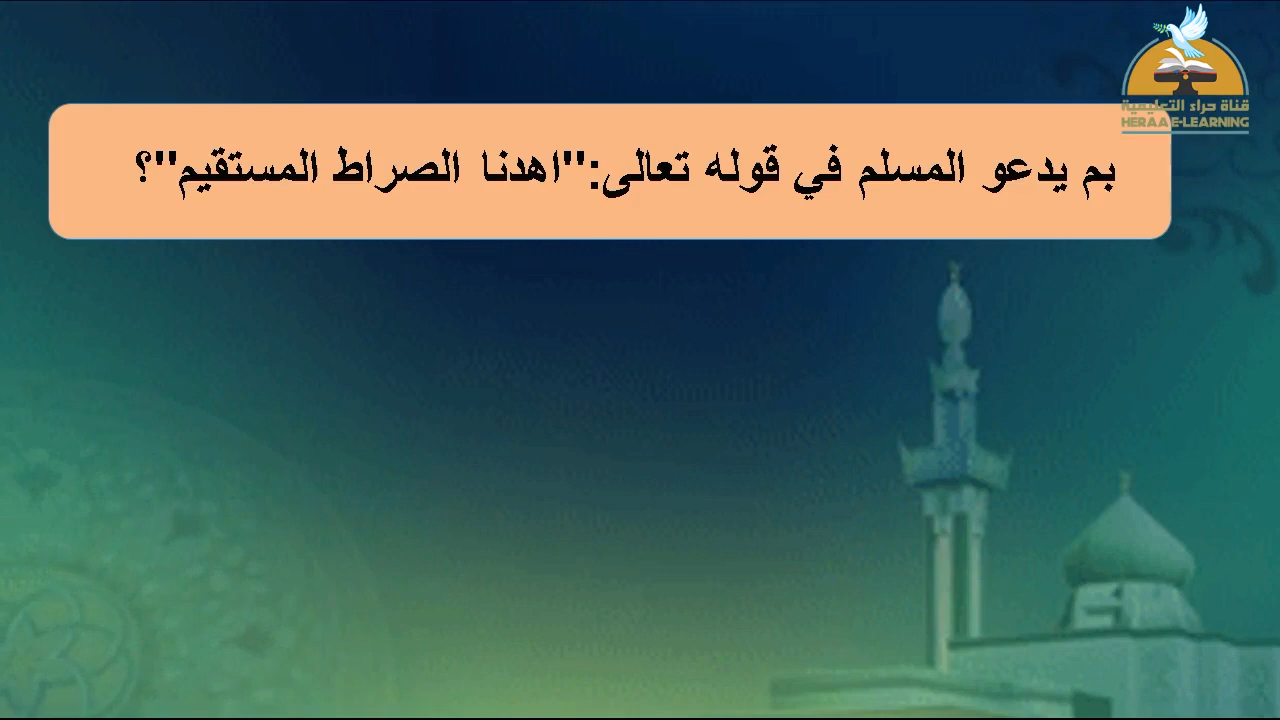 قناة حراء التعليمية
HERAA E-LEARNING
بم يدعو المسلم في قوله تعالى:"اهدنا الصراط المستقيم"؟